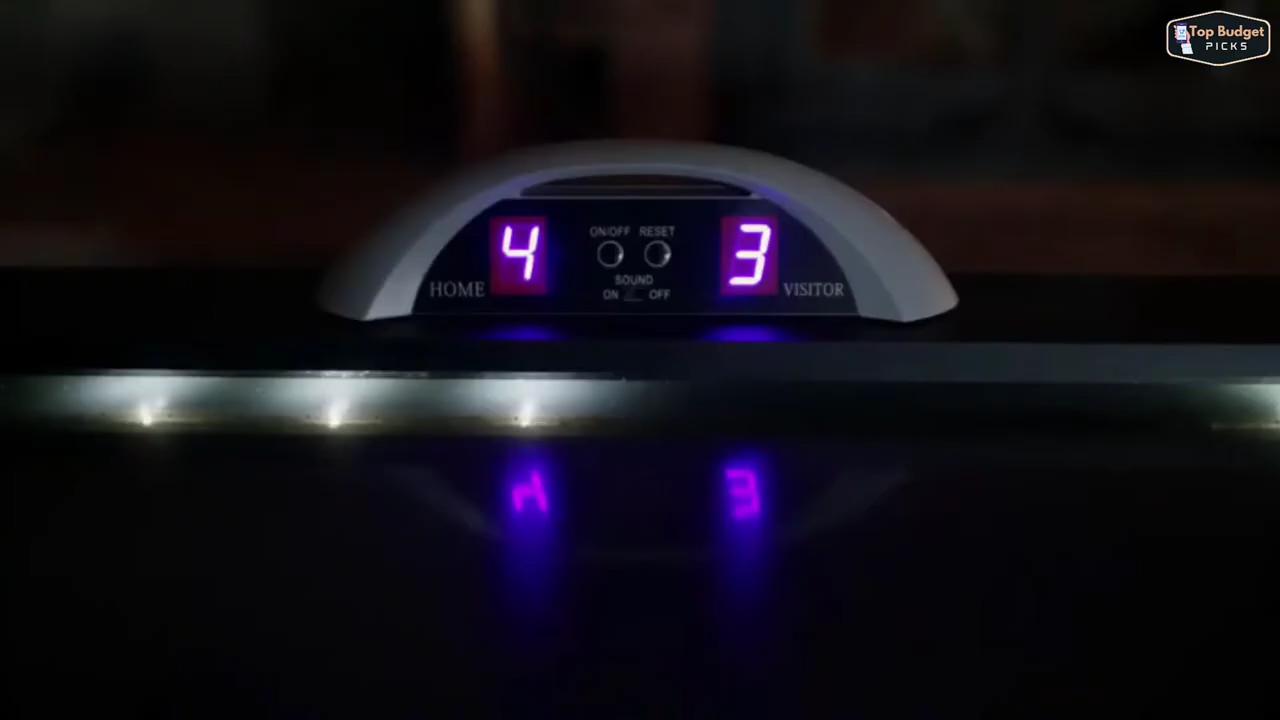 Top Budget
PICKS
4 ON/OFF RESET 3
SOUND
HOME ON OFF VISITOR